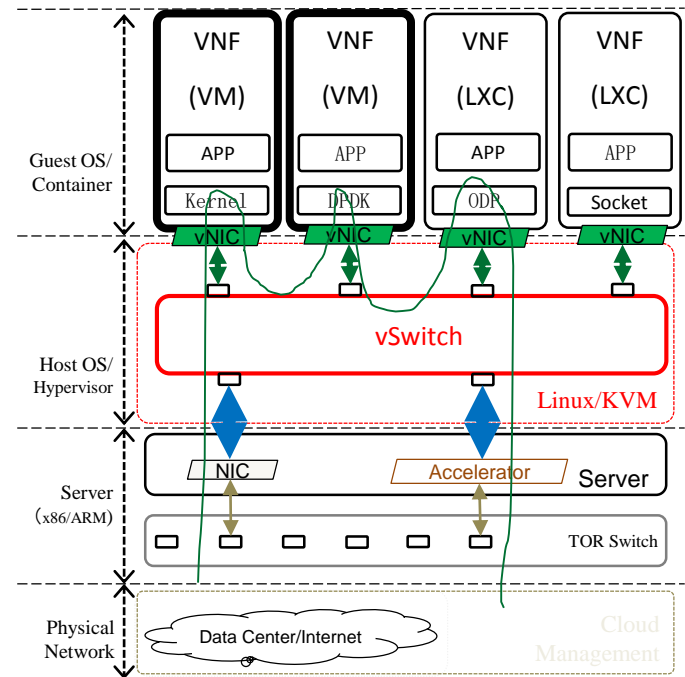 VNF VNF VNF VNF
(VM) (VM) (LXC) (LXC)
Guest OS/
Container
APP APP APP APP
Kernel DPDK ODP Socket
vNIC vNIC vNIC vNIC
vSwitch
Host OS/
Hypervisor
Linux/KVM
NIC Accelerator Server
Server
(x86/ARM)
TOR Switch
Physical
Network
Data Center/Internet
Cloud
Management